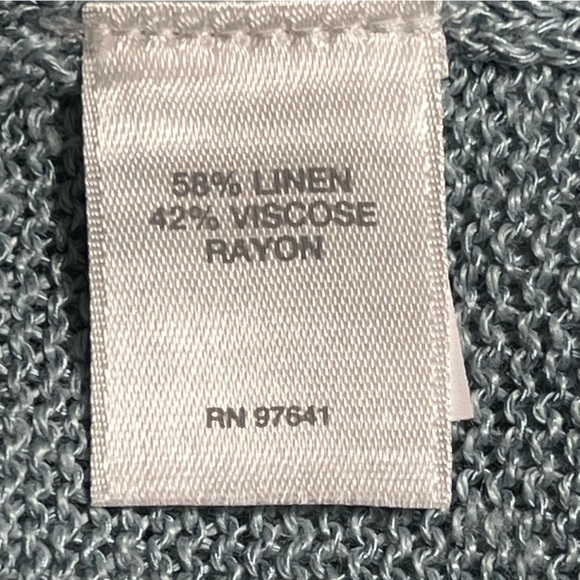 58% LINEN
42% VISCOSE
RAYON
RN 97641